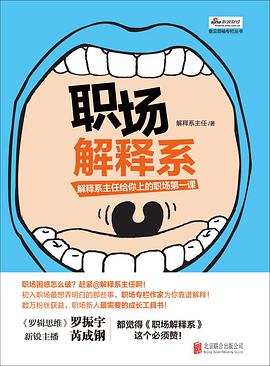 新浪财经
意见领袖专栏丛书
职场
解释系
解释系主任/著
解释系主任给你上的职场第一课
职场困惑怎么破?赶紧@解释系主任啊!
初入职场最想弄明白的那些事,职场专栏作家为你靠谱解释!
数万粉丝获益,职场新人最需要的成长工具书!
《罗辑思维》罗振宇
新锐主播 芮成钢
都觉得《职场解释系》
这个必须赞!
北京联合出版公司